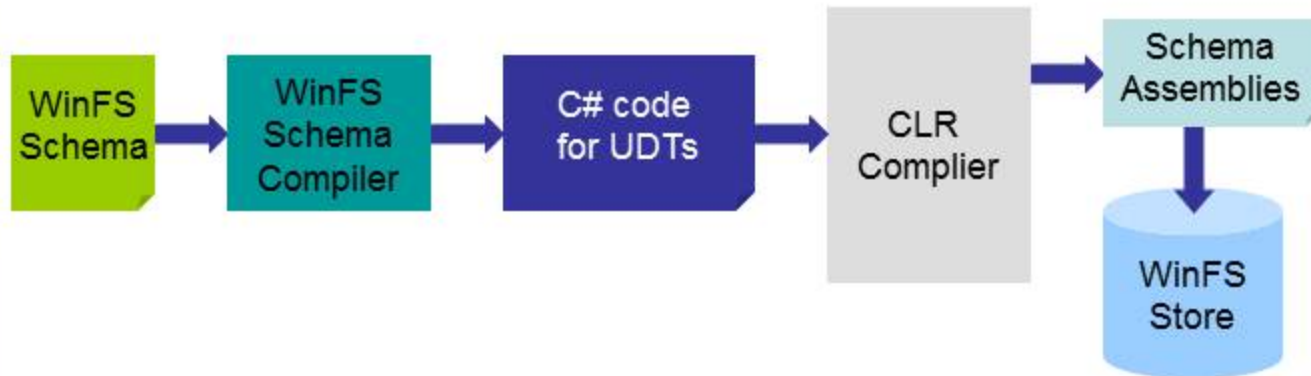 WinFS
Schema
WinFS
Schema
Compiler
C# code
for UDTs
CLR
Complier
Schema
Assemblies
WinFS
Store